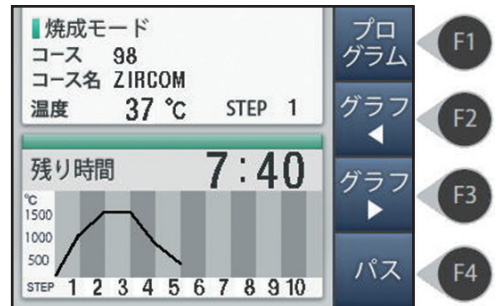 焼成モード
コース 98
コース名 ZIRCOM
温度 37 ℃ STEP 1
残り時間 7:40
℃
1500
1000
500
STEP 1 2 3 4 5 6 7 8 9 10
プロ
グラム
F1
グラフ
◀
F2
グラフ
▶
F3
パス
F4